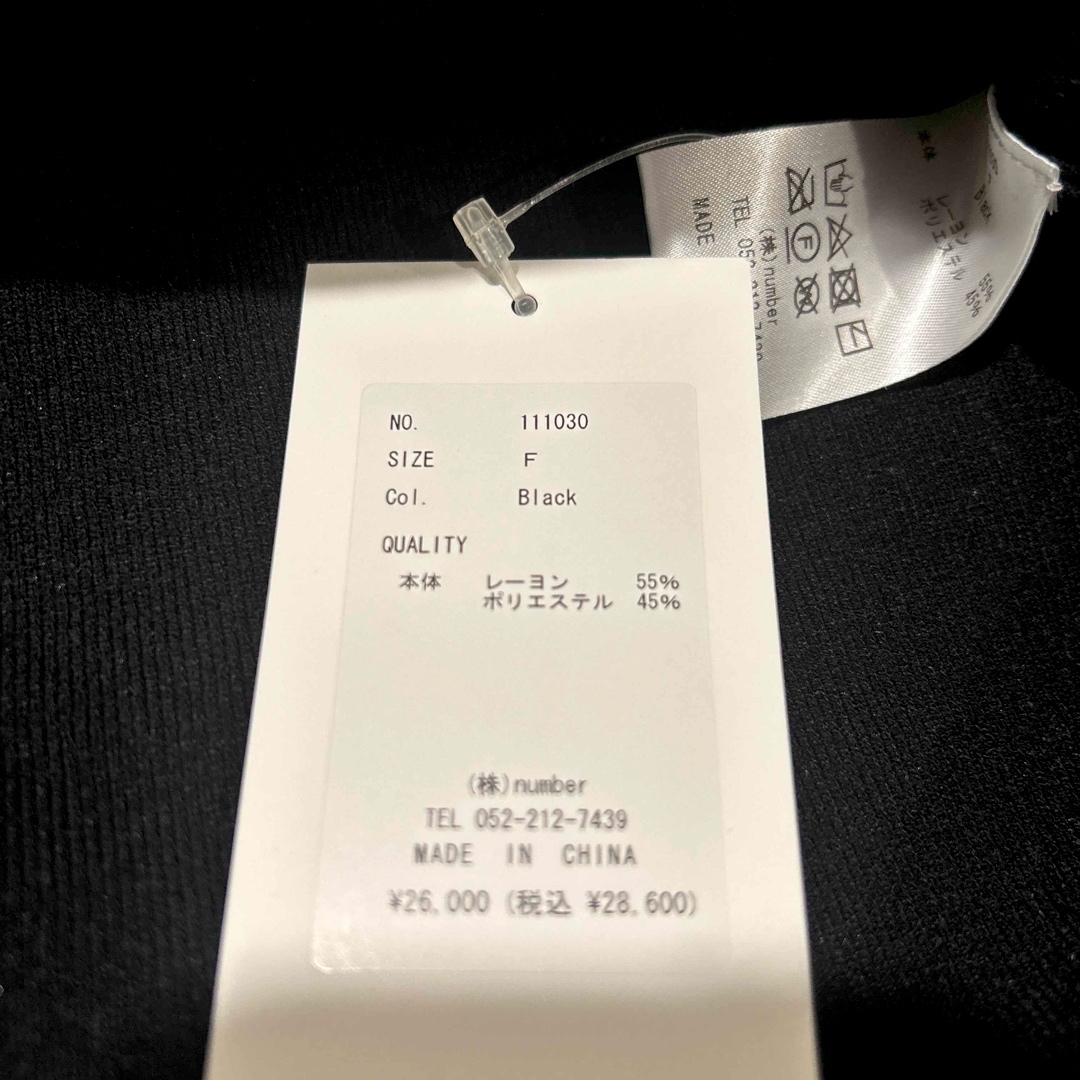 NO. 111030
SIZE F
Col. Black
QUALITY
本体 レーヨン 55%
ポリエステル 45%
(株)number
TEL 052-212-7439
MADE IN CHINA
¥26,000 (税込 ¥28,600)
本体 レーヨン 55%
ポリエステル 45%
F
(株)number
TEL
MADE